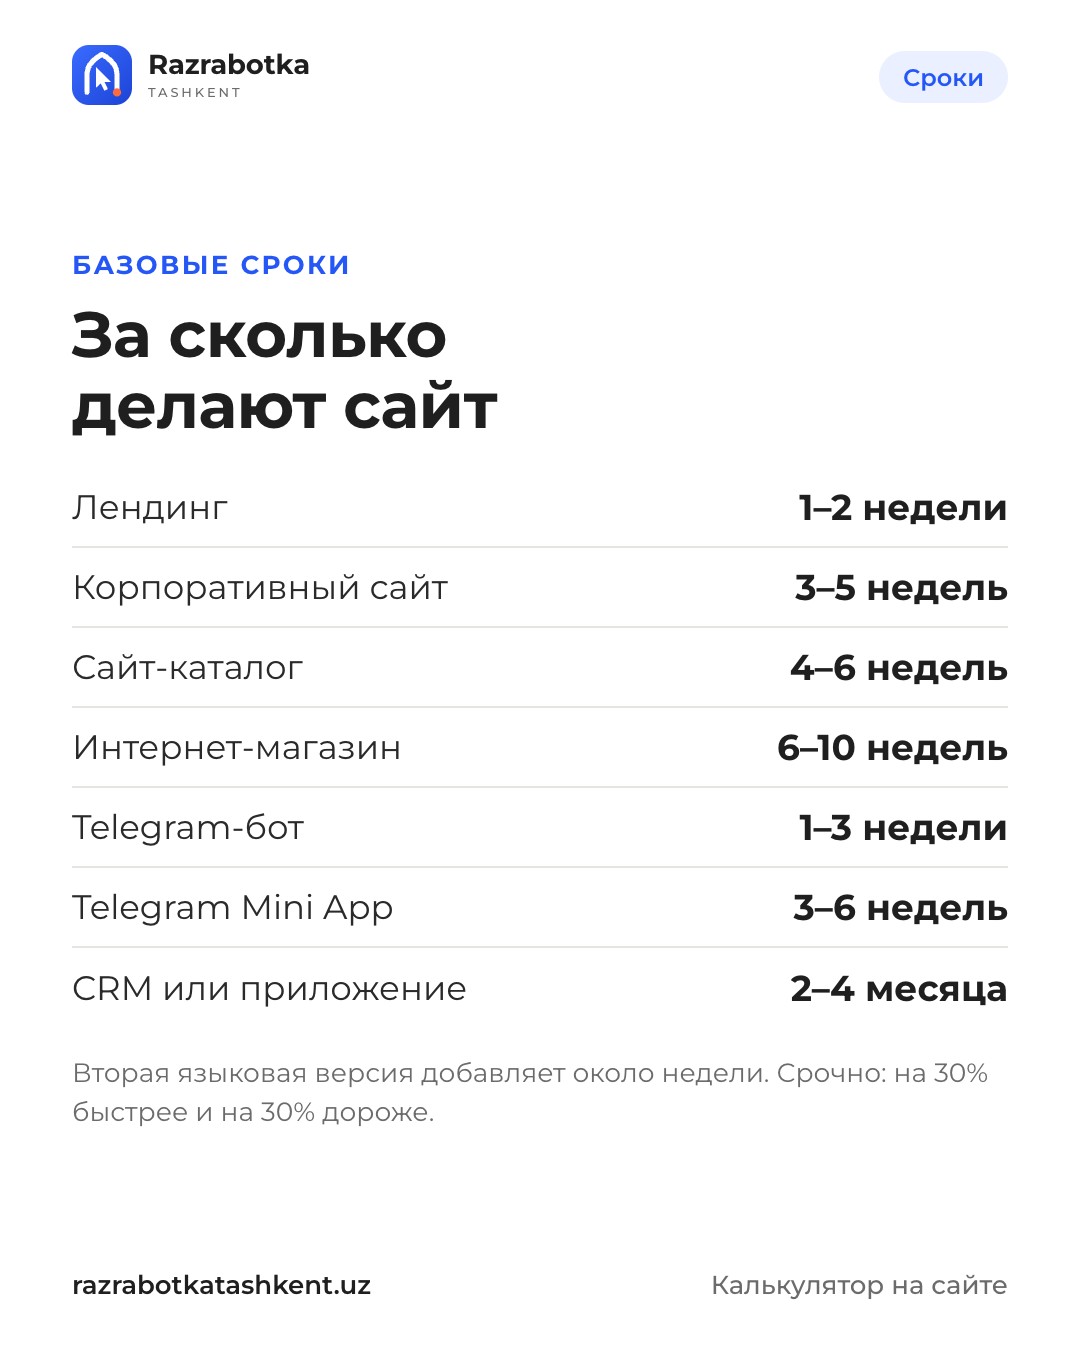 Razrabotka
TASHKENT
Сроки
БАЗОВЫЕ СРОКИ
За сколько
делают сайт
Лендинг 1–2 недели
Корпоративный сайт 3–5 недель
Сайт-каталог 4–6 недель
Интернет-магазин 6–10 недель
Telegram-бот 1–3 недели
Telegram Mini App 3–6 недель
CRM или приложение 2–4 месяца
Вторая языковая версия добавляет около недели. Срочно: на 30%
быстрее и на 30% дороже.
razrabotkatashkent.uz Калькулятор на сайте